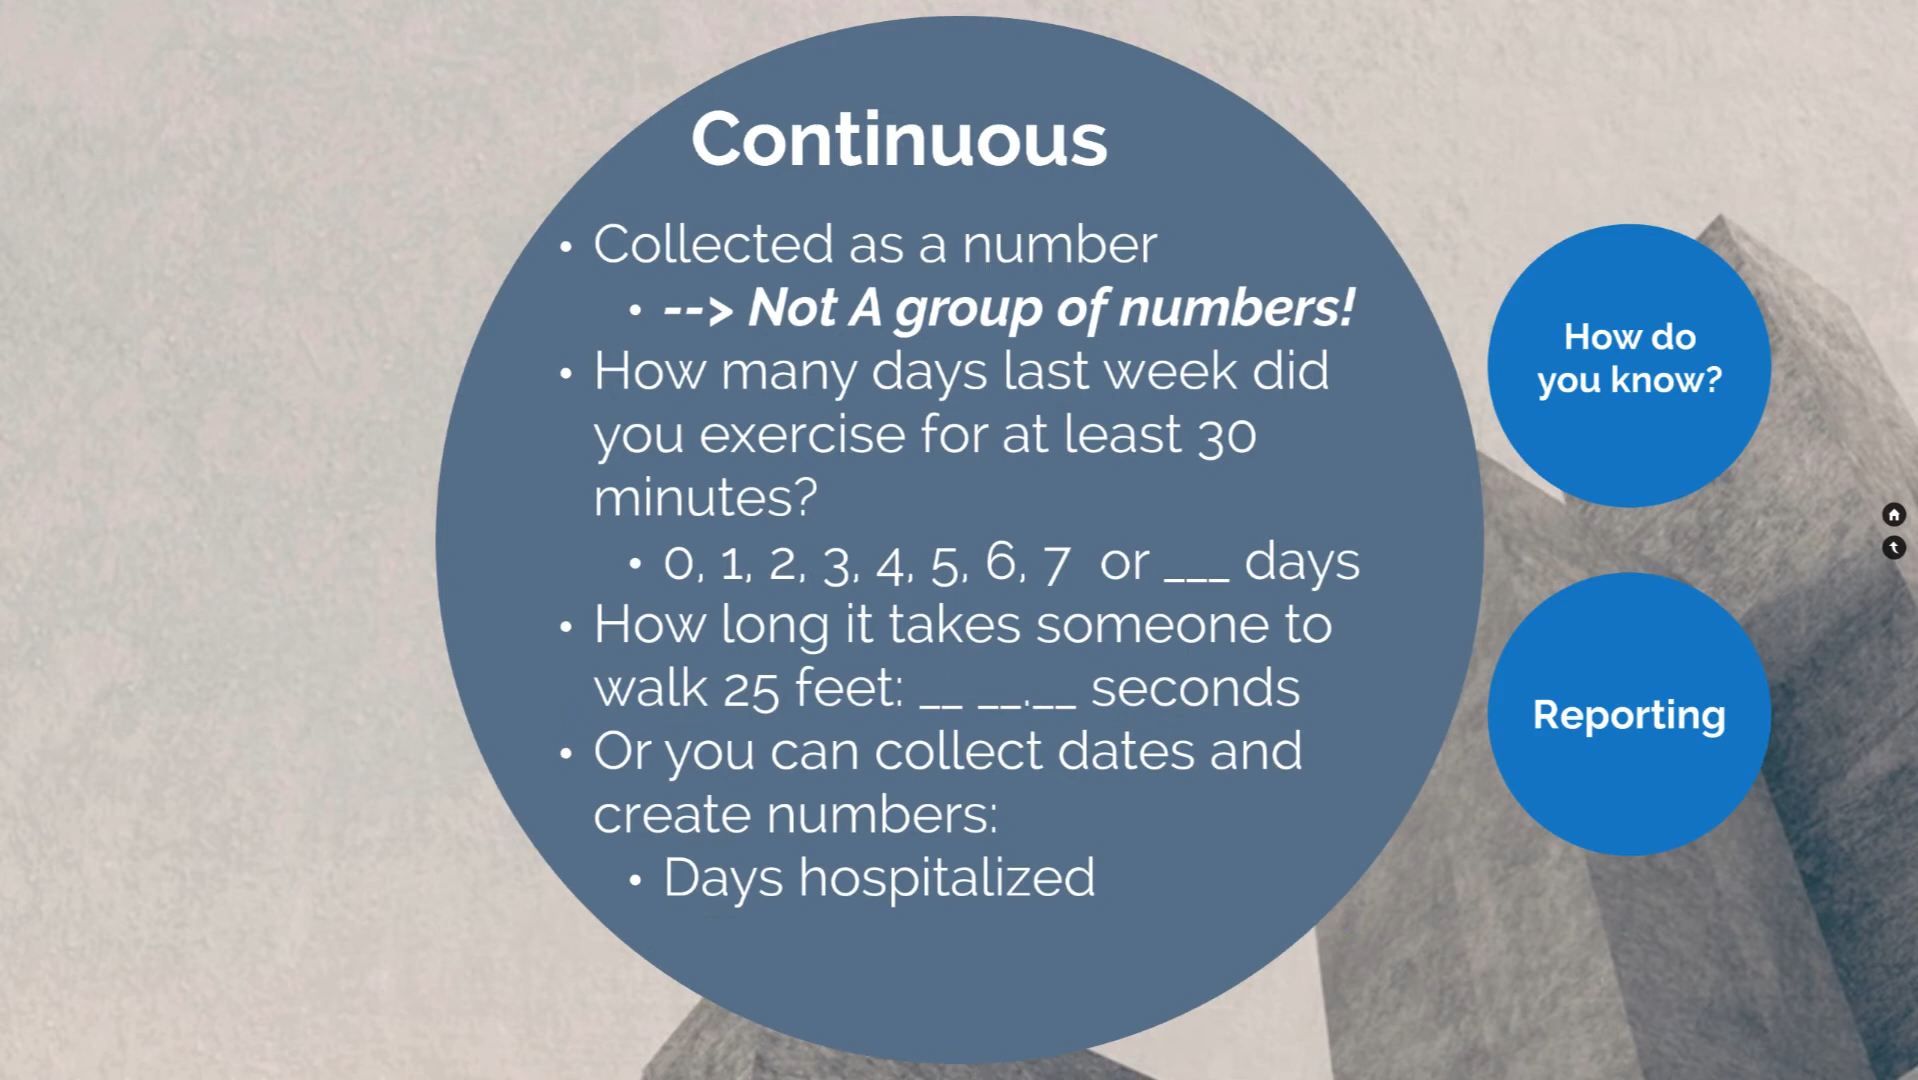 Continuous
• Collected as a number
• --> Not A group of numbers!
• How many days last week did
you exercise for at least 30
minutes?
• 0, 1, 2, 3, 4, 5, 6, 7  or ___ days
• How long it takes someone to
walk 25 feet: __ __.__ seconds
• Or you can collect dates and
create numbers:
• Days hospitalized
How do
you know?
Reporting